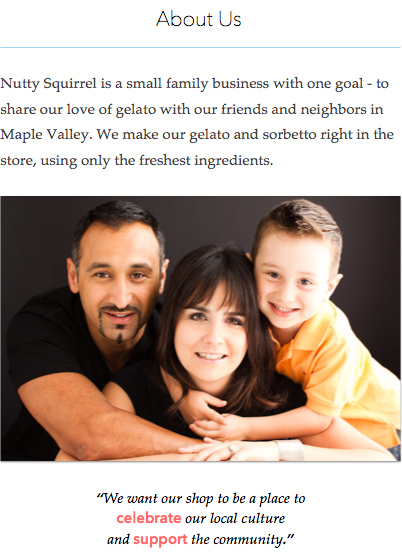 About Us
Nutty Squirrel is a small family business with one goal - to
share our love of gelato with our friends and neighbors in
Maple Valley. We make our gelato and sorbetto right in the
store, using only the freshest ingredients.
“We want our shop to be a place to
celebrate our local culture
and support the community.”